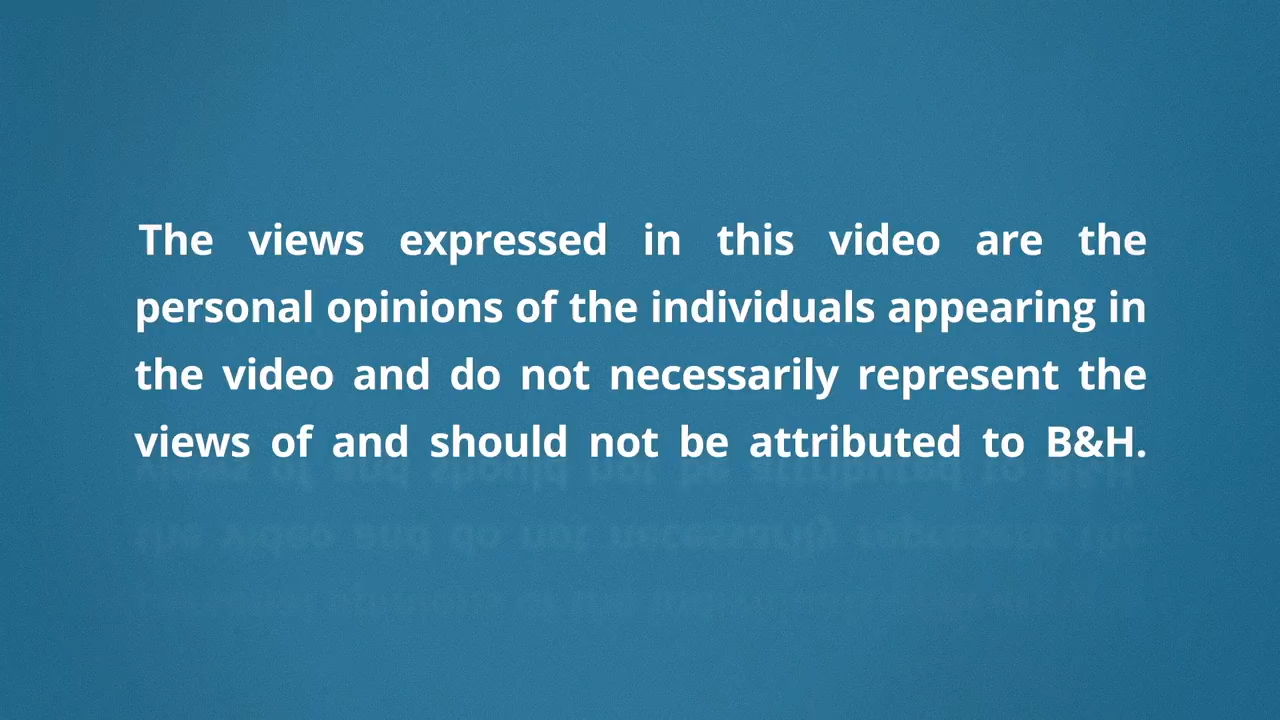 The views expressed in this video are the
personal opinions of the individuals appearing in
the video and do not necessarily represent the
views of and should not be attributed to B&H.